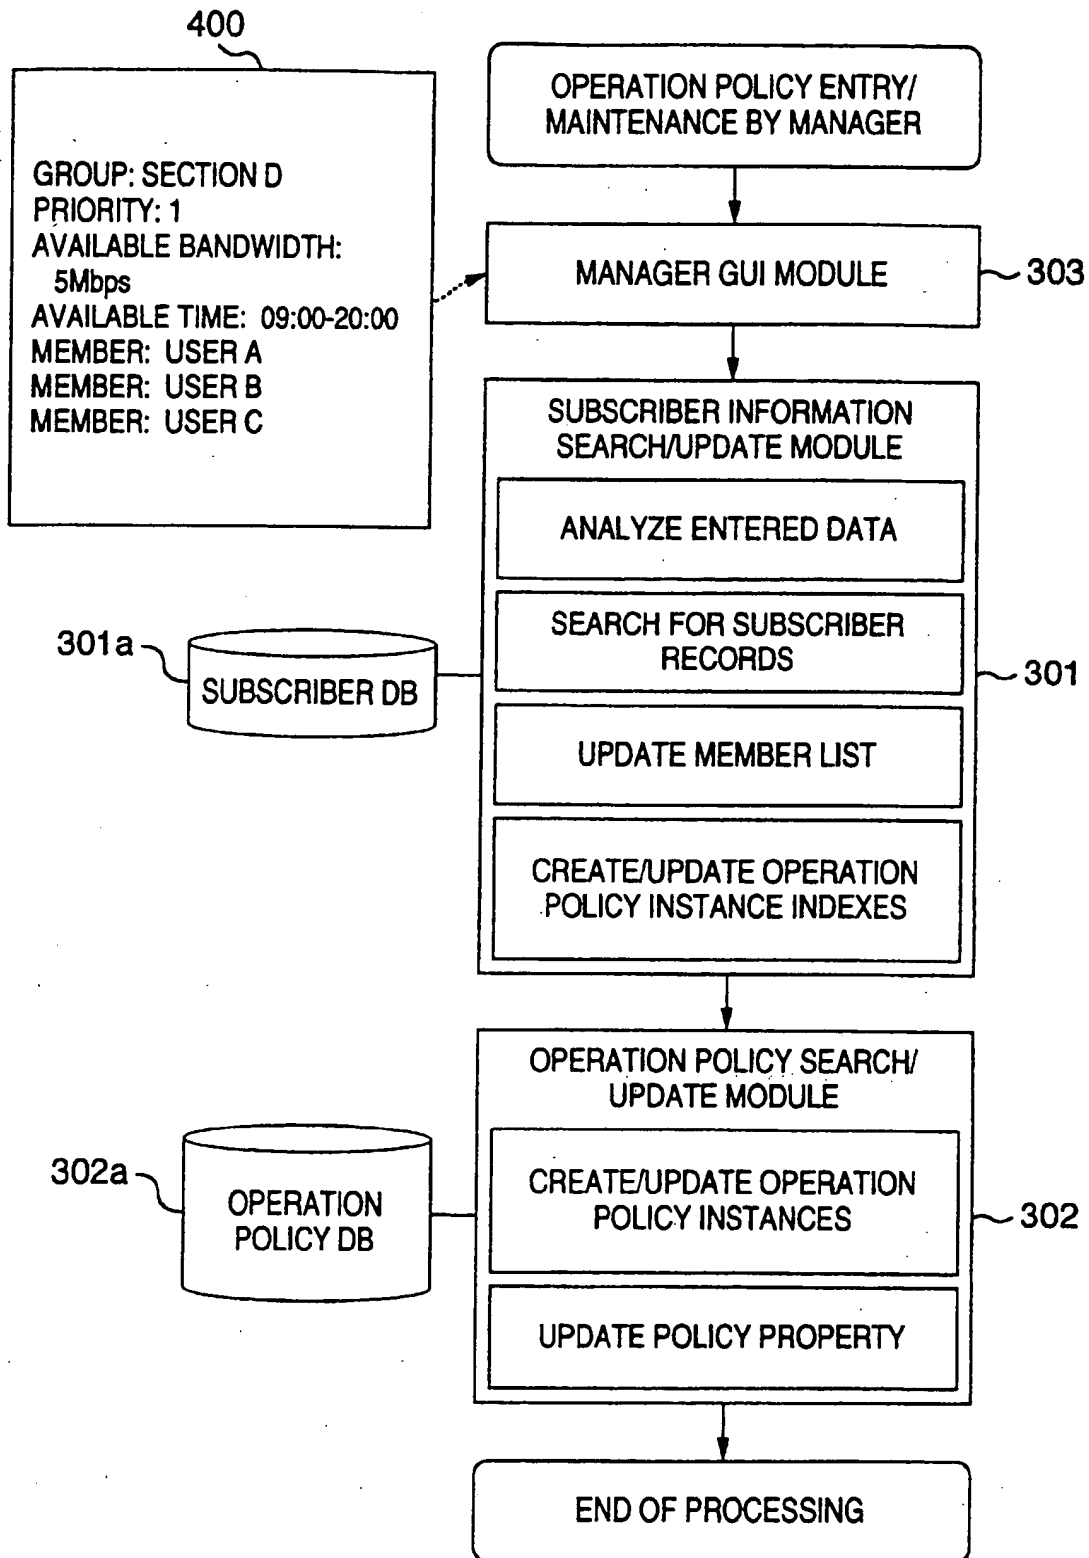 400
GROUP: SECTION D
PRIORITY: 1
AVAILABLE BANDWIDTH:
5Mbps
AVAILABLE TIME: 09:00-20:00
MEMBER: USER A
MEMBER: USER B
MEMBER: USER C
OPERATION POLICY ENTRY/
MAINTENANCE BY MANAGER
MANAGER GUI MODULE
303
SUBSCRIBER INFORMATION
SEARCH/UPDATE MODULE
ANALYZE ENTERED DATA
SEARCH FOR SUBSCRIBER
RECORDS
UPDATE MEMBER LIST
CREATE/UPDATE OPERATION
POLICY INSTANCE INDEXES
301
301a
SUBSCRIBER DB
OPERATION POLICY SEARCH/
UPDATE MODULE
CREATE/UPDATE OPERATION
POLICY INSTANCES
UPDATE POLICY PROPERTY
302
302a
OPERATION
POLICY DB
END OF PROCESSING